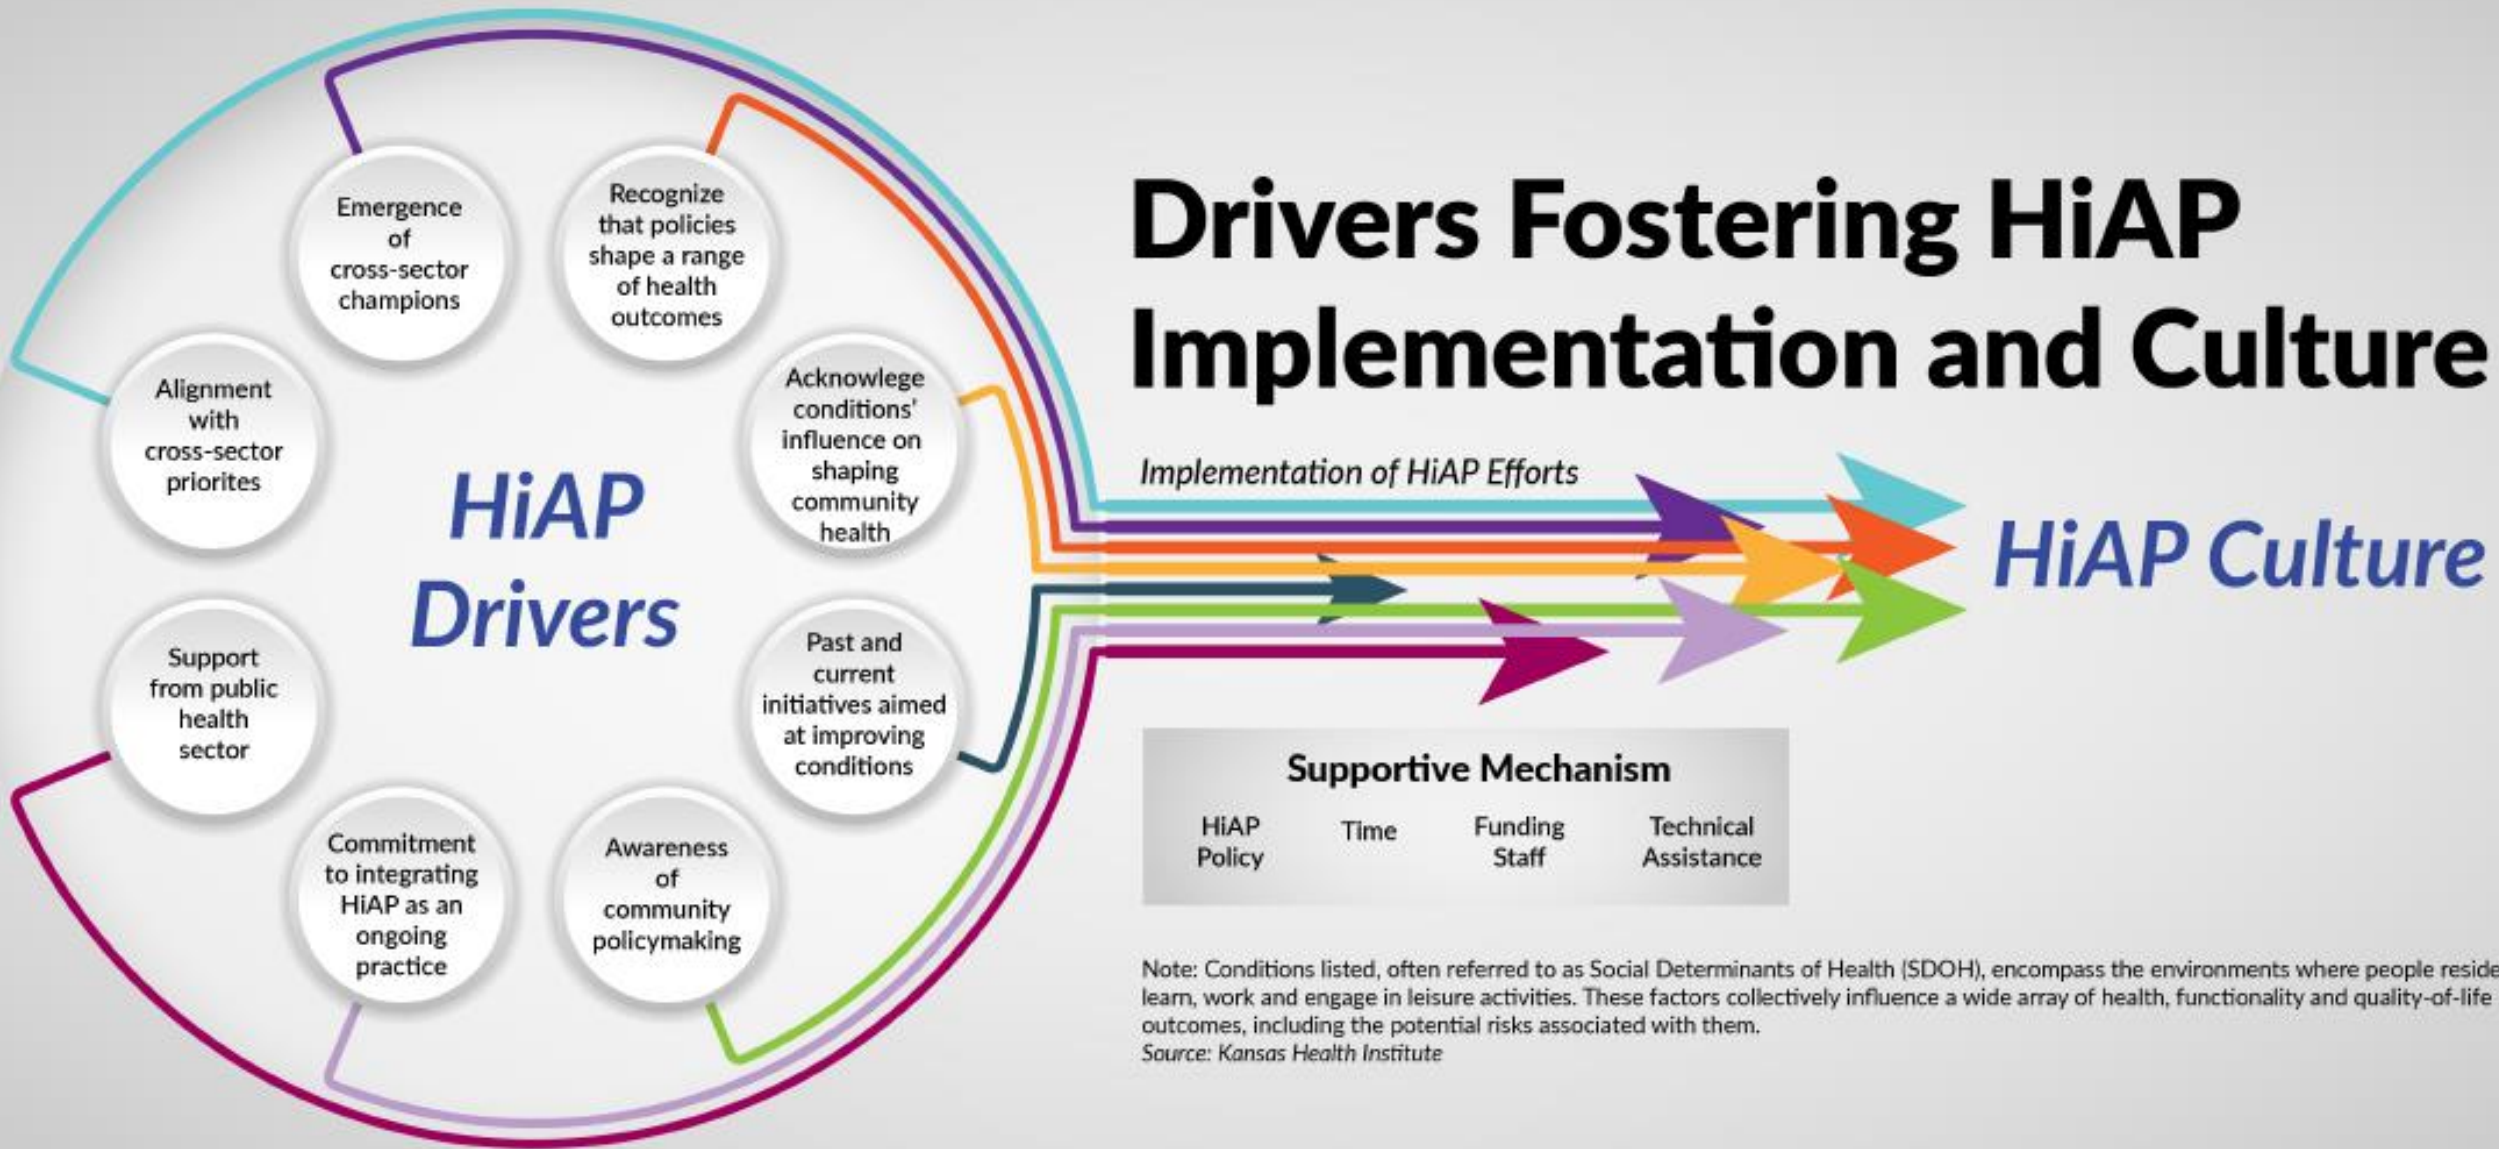 Drivers Fostering HiAP
Implementation and Culture
Emergence
of
cross-sector
champions
Recognize
that policies
shape a range
of health
outcomes
Alignment
with
cross-sector
priorites
Acknowlege
conditions'
influence on
shaping
community
health
HiAP
Drivers
Support
from public
health
sector
Past and
current
initiatives aimed
at improving
conditions
Commitment
to integrating
HiAP as an
ongoing
practice
Awareness
of
community
policymaking
Implementation of HiAP Efforts
HiAP Culture
Supportive Mechanism
HiAP
Policy
Time
Funding
Staff
Technical
Assistance
Note: Conditions listed, often referred to as Social Determinants of Health (SDOH), encompass the environments where people reside
learn, work and engage in leisure activities. These factors collectively influence a wide array of health, functionality and quality-of-life
outcomes, including the potential risks associated with them.
Source: Kansas Health Institute